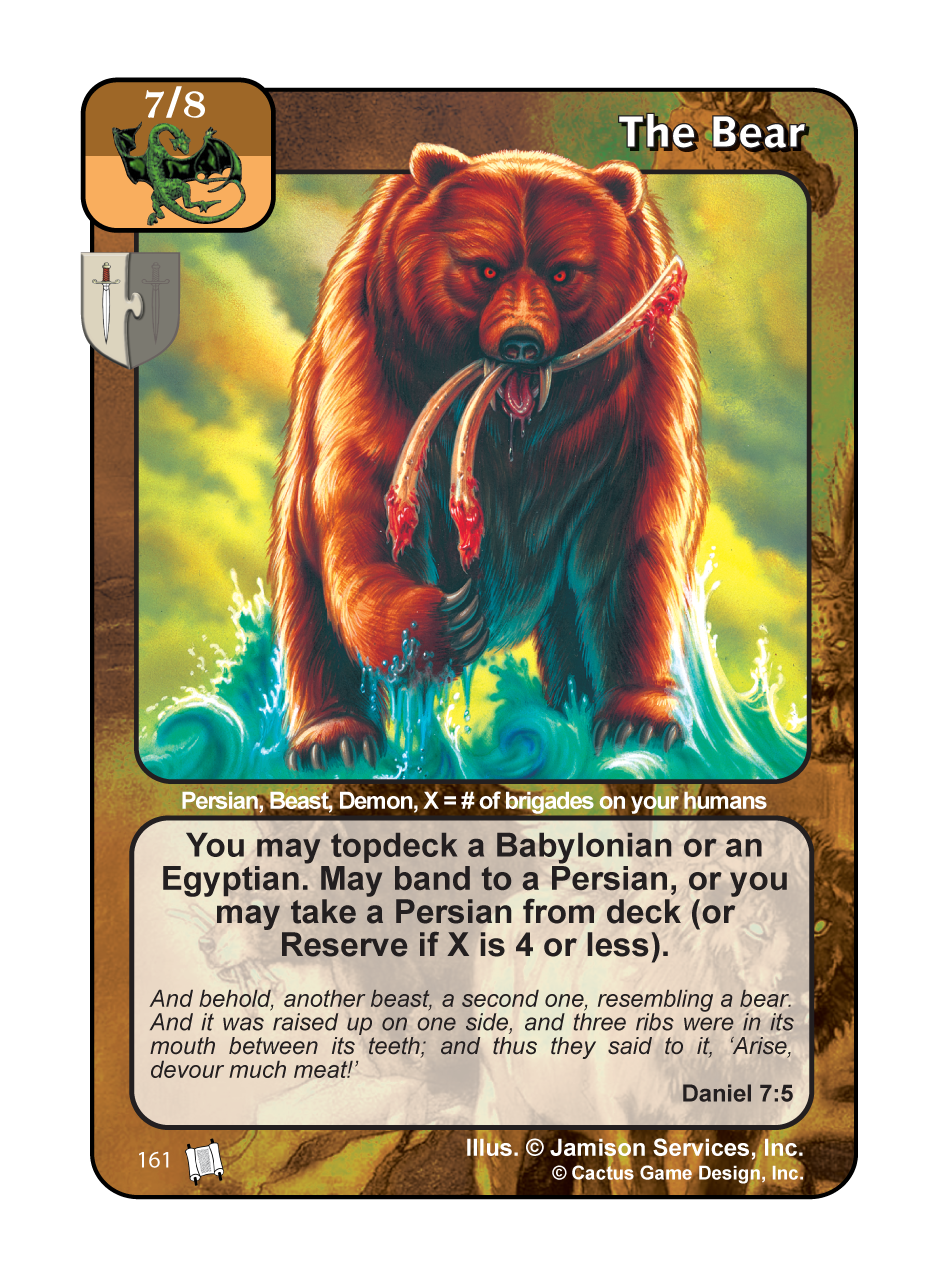 7/8
The Bear
Persian, Beast, Demon, X = # of brigades on your humans
You may topdeck a Babylonian or an
Egyptian. May band to a Persian, or you
may take a Persian from deck (or
Reserve if X is 4 or less).
And behold, another beast, a second one, resembling a bear.
And it was raised up on one side, and three ribs were in its
mouth between its teeth; and thus they said to it, ‘Arise,
devour much meat!’
Daniel 7:5
161
Illus. © Jamison Services, Inc.
© Cactus Game Design, Inc.